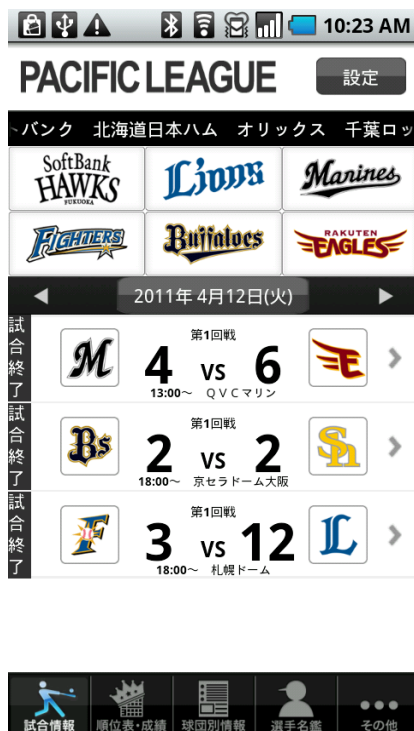 10:23 AM
PACIFIC LEAGUE
設定
バンク 北海道日本ハム オリックス 千葉ロッ
SoftBank HAWKS FUKUOKA
Lions
Marines
FIGHTERS
Buffaloes
RAKUTEN EAGLES
2011年 4月12日(火)
試合終了
第1回戦
M 4 vs 6 E
13:00～ QVCマリン
試合終了
第1回戦
Bs 2 vs 2 Sh
18:00～ 京セラドーム大阪
試合終了
第1回戦
F 3 vs 12 L
18:00～ 札幌ドーム
試合情報 順位表・成績 球団別情報 選手名鑑 その他